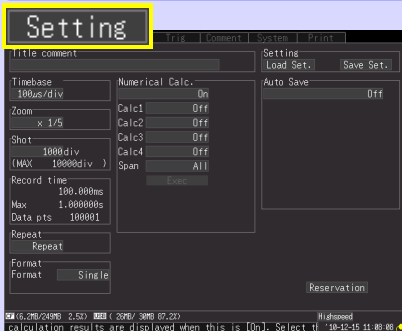 Setting
Trig Comment System Print
Title comment
Setting
Load Set. Save Set.
Timebase
100us/div
Numerical Calc.
On
Auto Save
Off
Zoom
x 1/5
Calc1 Off
Calc2 Off
Calc3 Off
Calc4 Off
Span All
Exec
Shot
1000div
(MAX 10000div )
Record time
100.000ms
Max 1.000000s
Data pts 100001
Repeat
Repeat
Format
Format Single
Reservation
CF(6.2MB/249MB 2.5%) USB( 26MB/ 30MB 87.2%) Highspeed
calculation results are displayed when this is [On]. Select t '10-12-15 11:08:08